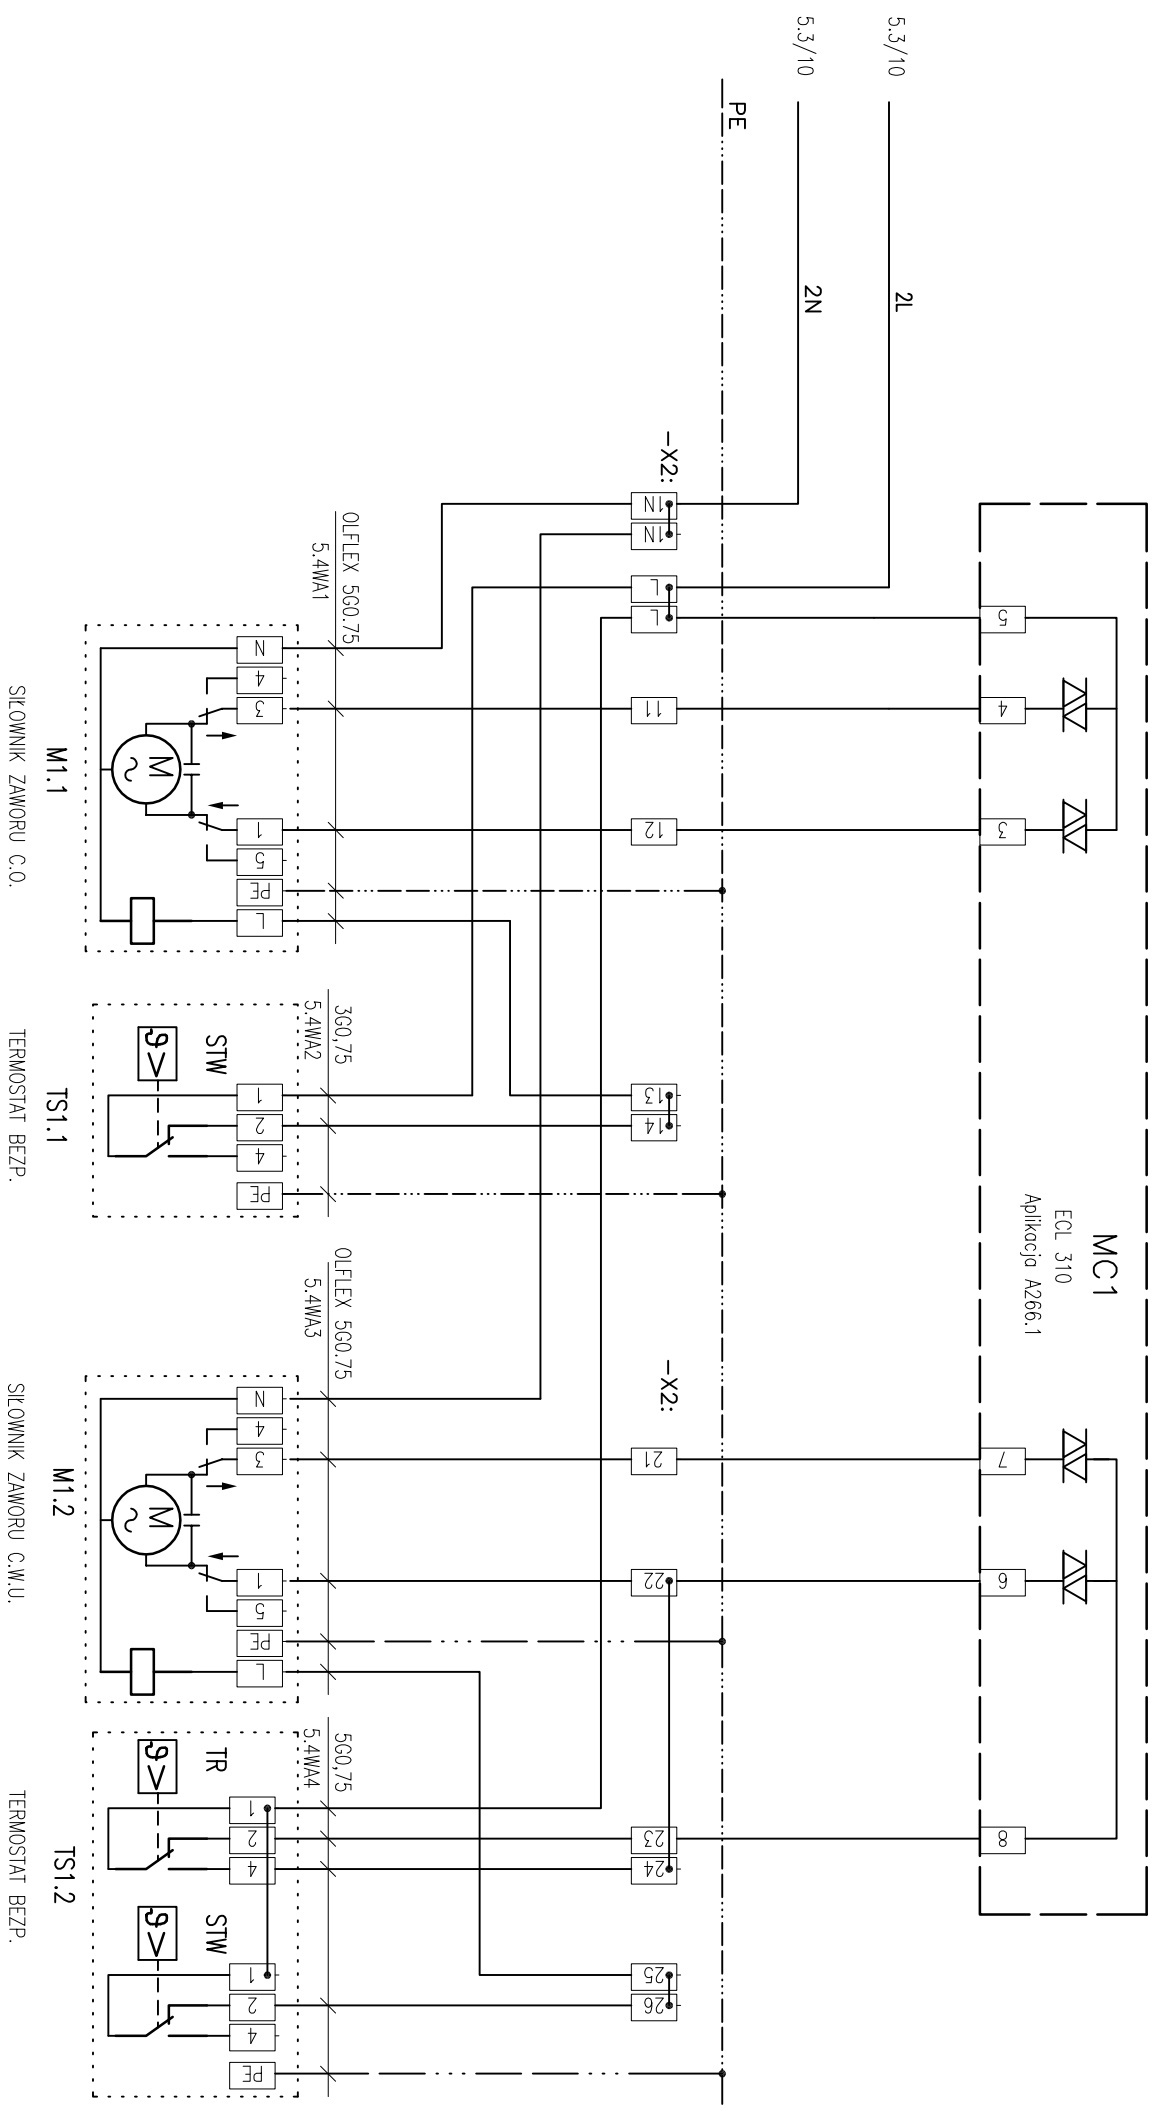 5.3/10
5.3/10
PE
2N
2L
-X2:
1N
1N
L
L
5
4
3
11
12
OLFLEX 5G0.75
5.4WA1
N
4
3
1
5
PE
L
M
~
M1.1
SIŁOWNIK ZAWORU C.O.
3G0,75
5.4WA2
STW
ϑ>
1
2
4
PE
13
14
TS1.1
TERMOSTAT BEZP.
MC1
ECL 310
Aplikacja A266.1
OLFLEX 5G0.75
5.4WA3
-X2:
7
6
8
21
22
23
24
25
26
N
4
3
1
5
PE
L
M
~
M1.2
SIŁOWNIK ZAWORU C.W.U.
5G0,75
5.4WA4
TR
ϑ>
1
2
4
STW
ϑ>
1
2
4
PE
TS1.2
TERMOSTAT BEZP.